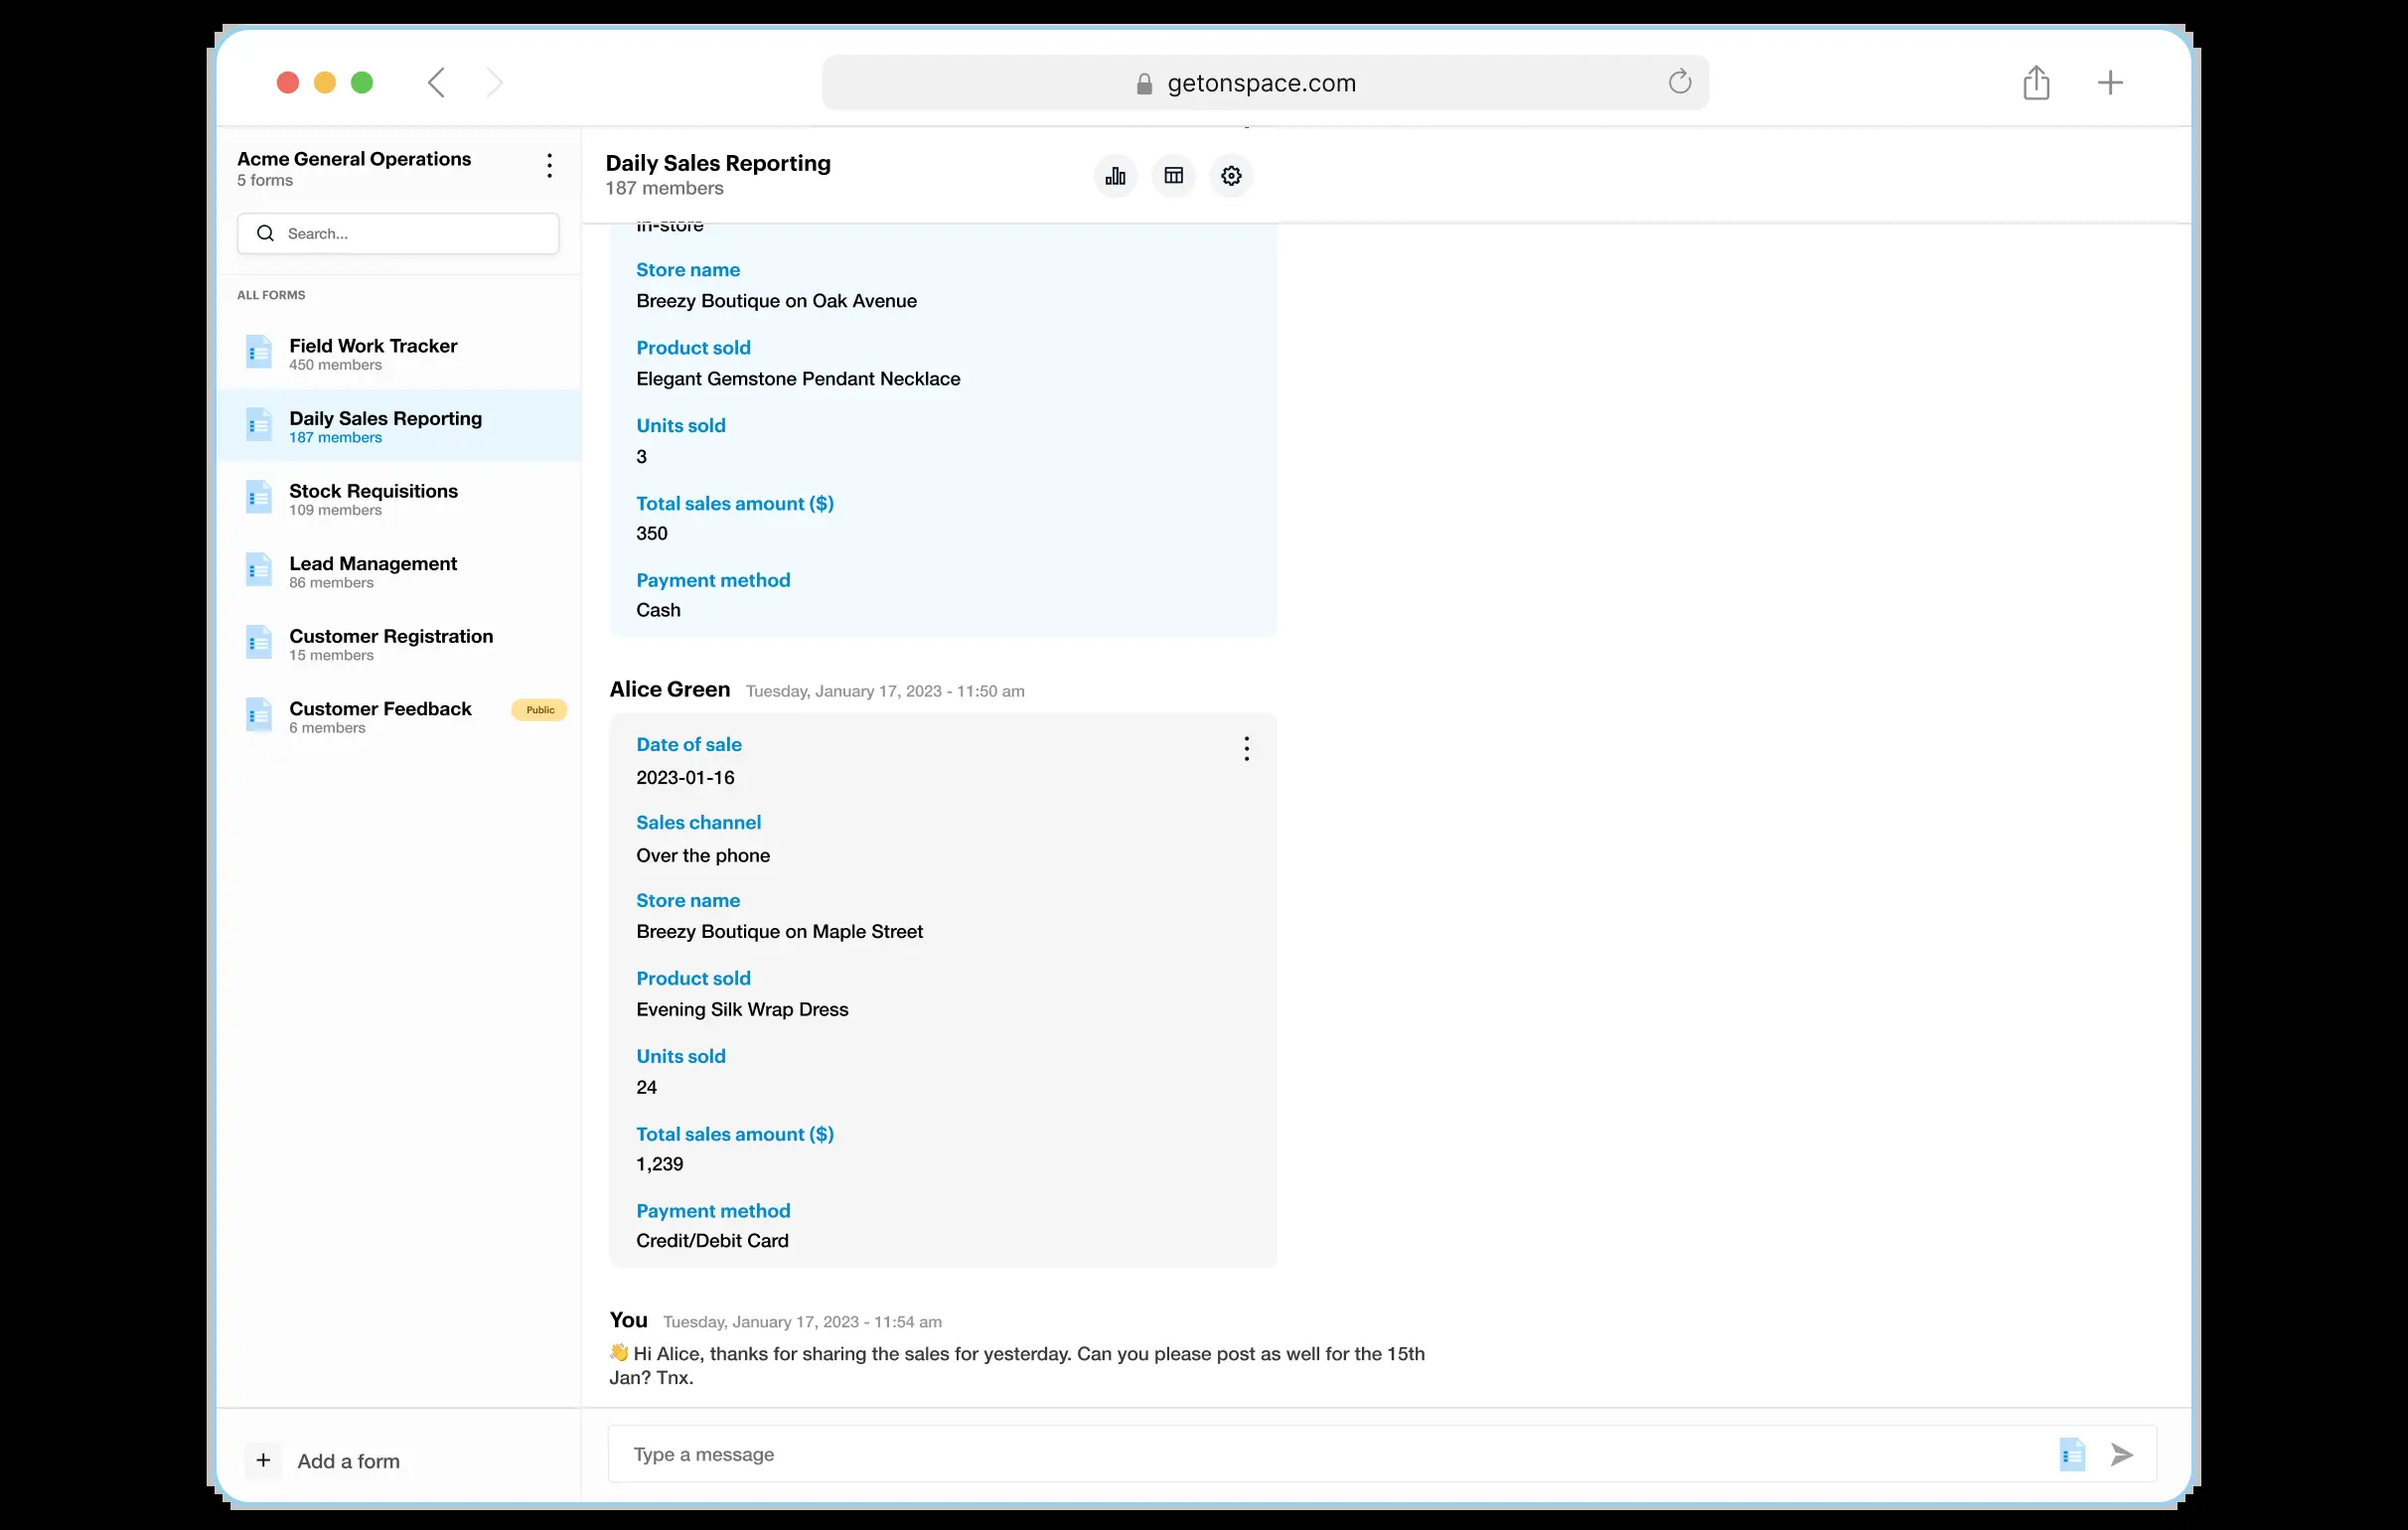 getonspace.com
Acme General Operations
5 forms
Search...
ALL FORMS
Field Work Tracker
450 members
Daily Sales Reporting
187 members
Stock Requisitions
109 members
Lead Management
86 members
Customer Registration
15 members
Customer Feedback
Public
6 members
Add a form
Daily Sales Reporting
187 members
In-store
Store name
Breezy Boutique on Oak Avenue
Product sold
Elegant Gemstone Pendant Necklace
Units sold
3
Total sales amount ($)
350
Payment method
Cash
Alice Green Tuesday, January 17, 2023 - 11:50 am
Date of sale
2023-01-16
Sales channel
Over the phone
Store name
Breezy Boutique on Maple Street
Product sold
Evening Silk Wrap Dress
Units sold
24
Total sales amount ($)
1,239
Payment method
Credit/Debit Card
You Tuesday, January 17, 2023 - 11:54 am
👋 Hi Alice, thanks for sharing the sales for yesterday. Can you please post as well for the 15th
Jan? Tnx.
Type a message